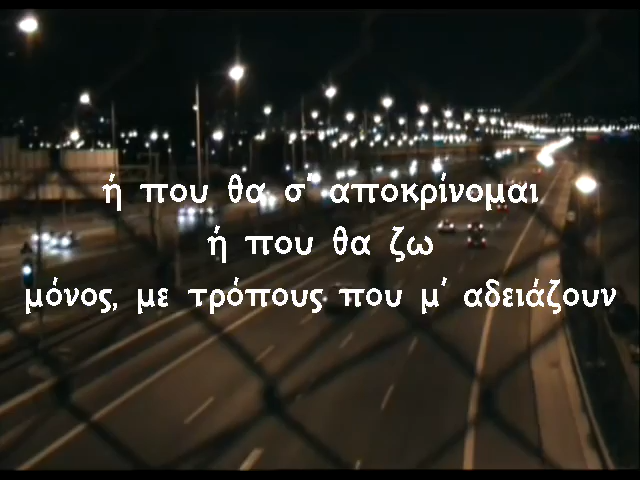 ή που θα σ' αποκρίνομαι
ή που θα ζω
μόνος, με τρόπους που μ' αδειάζουν